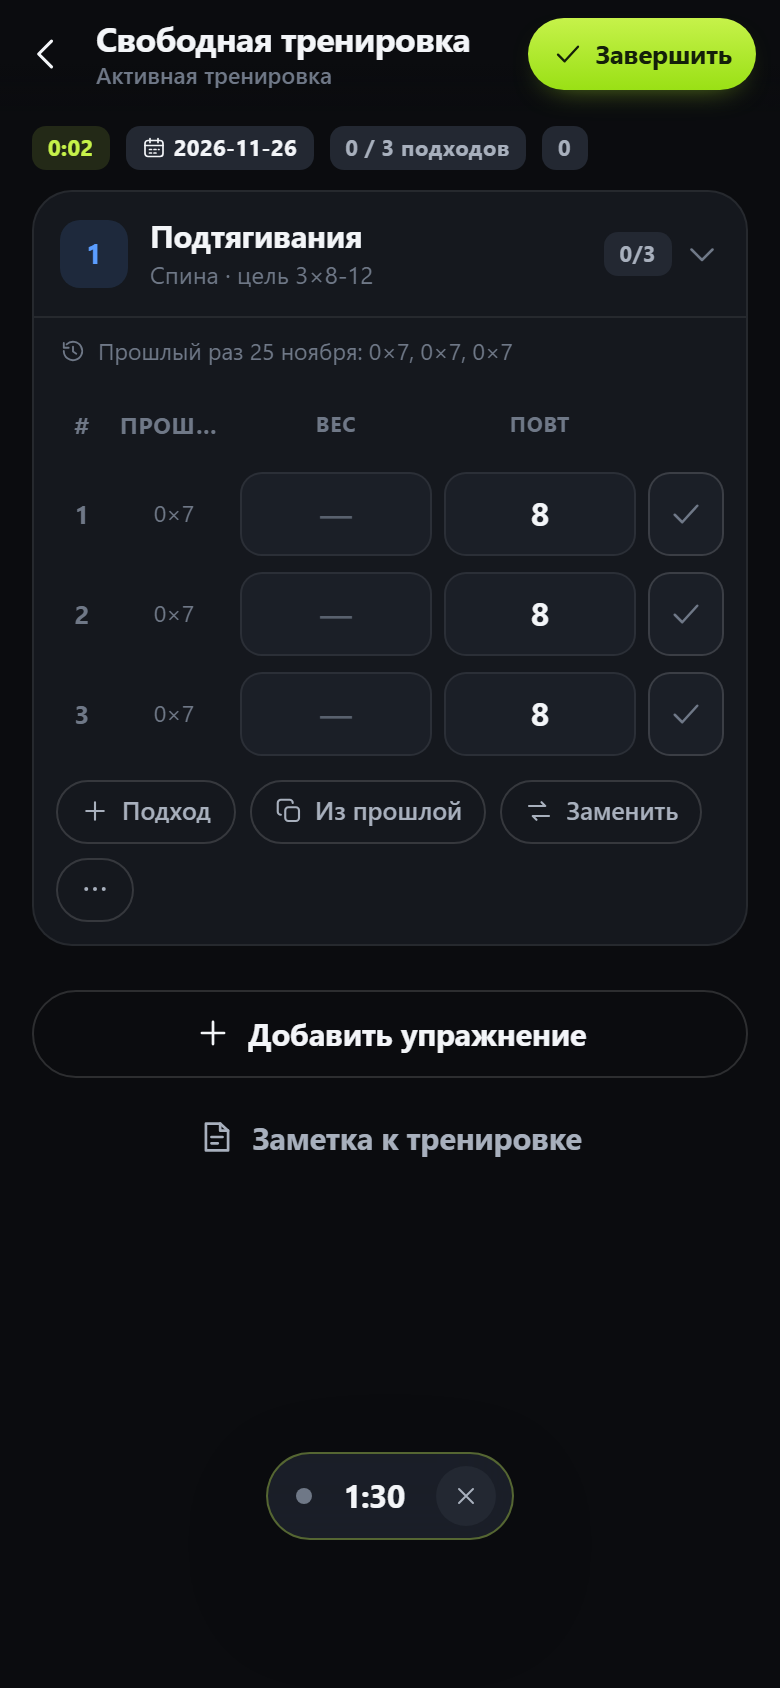 Свободная тренировка
Активная тренировка
Завершить
0:02
2026-11-26
0 / 3 подходов
0
1
Подтягивания
Спина · цель 3×8-12
0/3
Прошлый раз 25 ноября: 0×7, 0×7, 0×7
# ПРОШ... ВЕС ПОВТ
1 0×7 — 8
2 0×7 — 8
3 0×7 — 8
Подход
Из прошлой
Заменить
Добавить упражнение
Заметка к тренировке
1:30